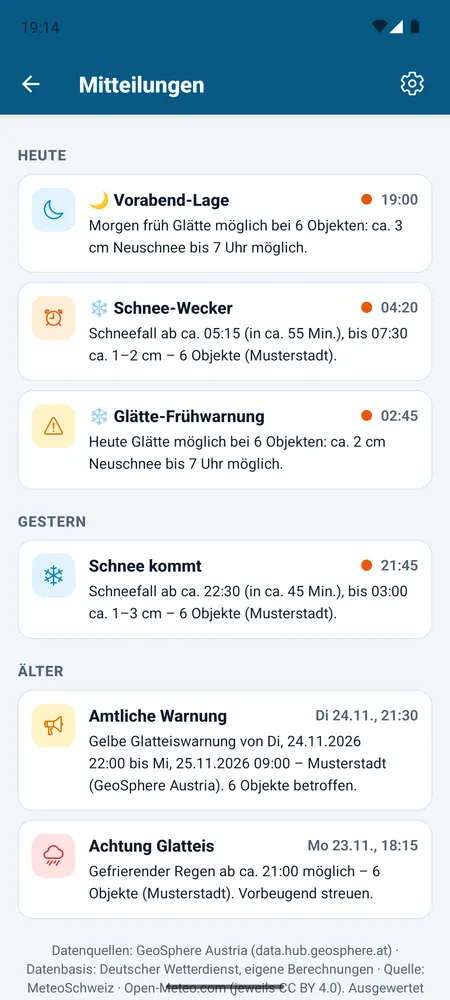 19:14
Mitteilungen
HEUTE
🌙 Vorabend-Lage 19:00
Morgen früh Glätte möglich bei 6 Objekten: ca. 3
cm Neuschnee bis 7 Uhr möglich.
❄️ Schnee-Wecker 04:20
Schneefall ab ca. 05:15 (in ca. 55 Min.), bis 07:30
ca. 1–2 cm – 6 Objekte (Musterstadt).
❄️ Glätte-Frühwarnung 02:45
Heute Glätte möglich bei 6 Objekten: ca. 2 cm
Neuschnee bis 7 Uhr möglich.
GESTERN
Schnee kommt 21:45
Schneefall ab ca. 22:30 (in ca. 45 Min.), bis 03:00
ca. 1–3 cm – 6 Objekte (Musterstadt).
ÄLTER
Amtliche Warnung Di 24.11., 21:30
Gelbe Glatteiswarnung von Di, 24.11.2026
22:00 bis Mi, 25.11.2026 09:00 – Musterstadt
(GeoSphere Austria). 6 Objekte betroffen.
Achtung Glatteis Mo 23.11., 18:15
Gefrierender Regen ab ca. 21:00 möglich – 6
Objekte (Musterstadt). Vorbeugend streuen.
Datenquellen: GeoSphere Austria (data.hub.geosphere.at) ·
Datenbasis: Deutscher Wetterdienst, eigene Berechnungen · Quelle:
MeteoSchweiz · Open-Meteo.com (jeweils CC BY 4.0). Ausgewertet